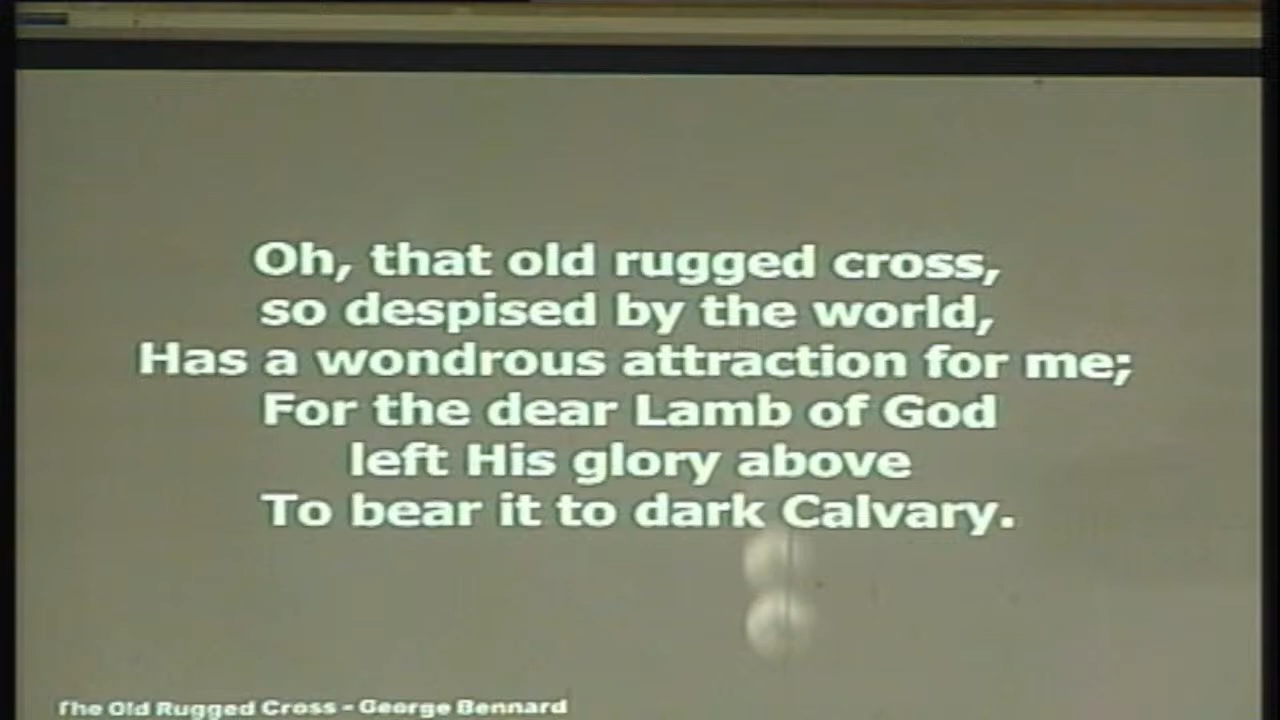 Oh, that old rugged cross,
so despised by the world,
Has a wondrous attraction for me;
For the dear Lamb of God
left His glory above
To bear it to dark Calvary.
The Old Rugged Cross - George Bennard